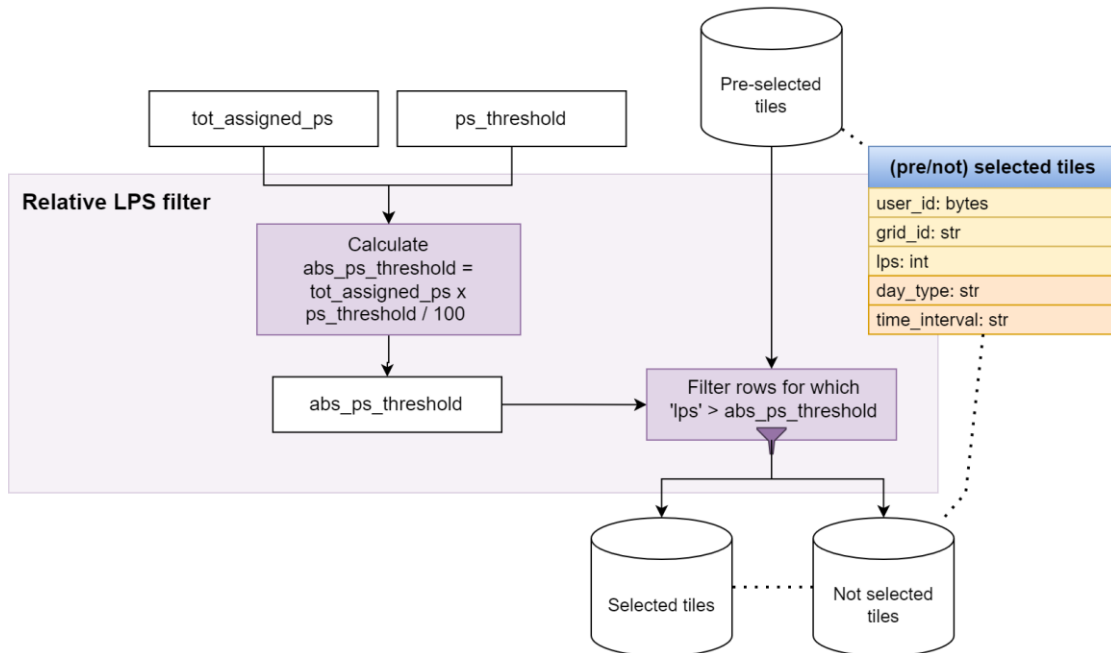 Pre-selected
tiles
tot_assigned_ps
ps_threshold
(pre/not) selected tiles
user_id: bytes
grid_id: str
lps: int
day_type: str
time_interval: str
Relative LPS filter
Calculate
abs_ps_threshold =
tot_assigned_ps x
ps_threshold / 100
abs_ps_threshold
Filter rows for which
'lps' > abs_ps_threshold
Selected tiles
Not selected
tiles